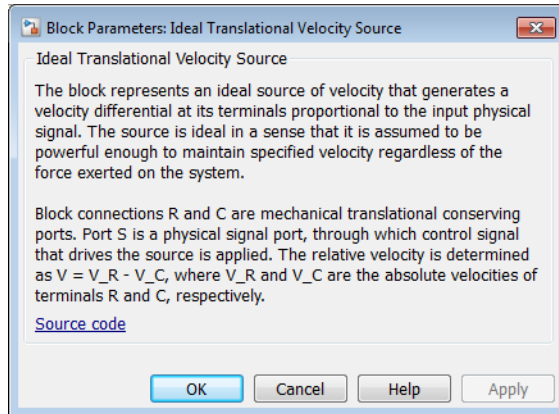 Block Parameters: Ideal Translational Velocity Source
Ideal Translational Velocity Source
The block represents an ideal source of velocity that generates a
velocity differential at its terminals proportional to the input physical
signal. The source is ideal in a sense that it is assumed to be
powerful enough to maintain specified velocity regardless of the
force exerted on the system.
Block connections R and C are mechanical translational conserving
ports. Port S is a physical signal port, through which control signal
that drives the source is applied. The relative velocity is determined
as V = V_R - V_C, where V_R and V_C are the absolute velocities of
terminals R and C, respectively.
Source code
OK Cancel Help Apply